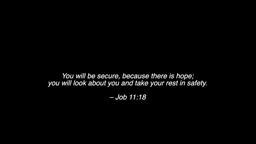 You will be secure, because there is hope;
you will look about you and take your rest in safety.
– Job 11:18